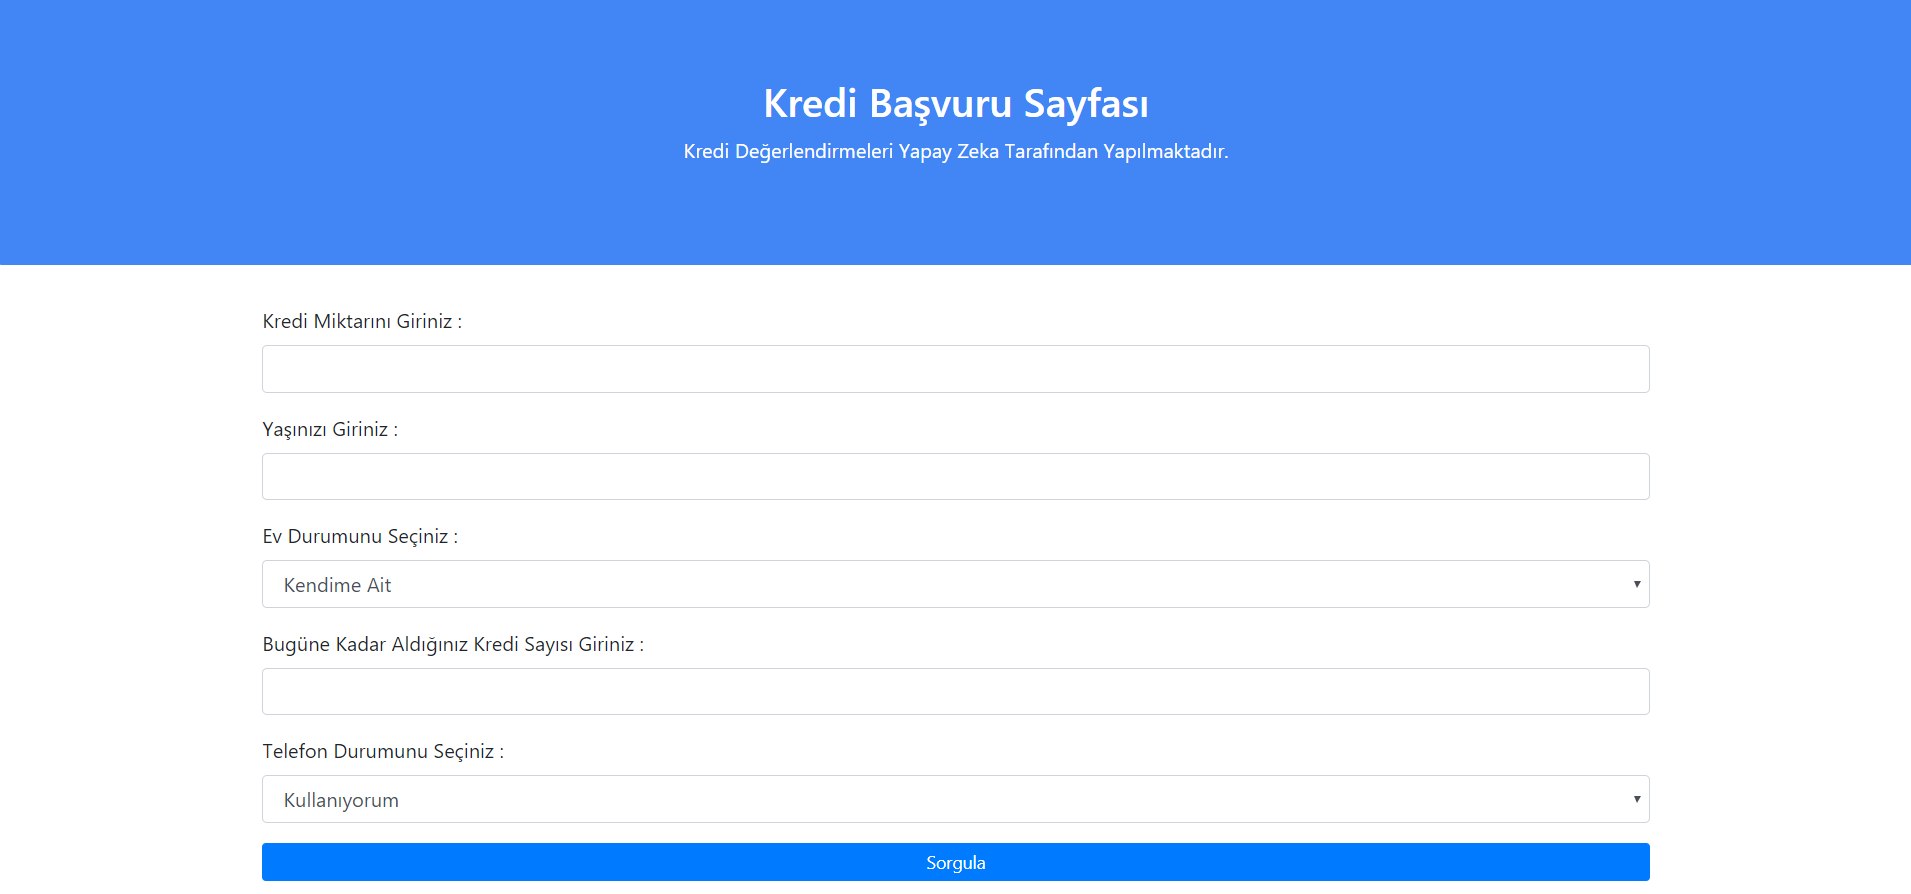 Kredi Başvuru Sayfası
Kredi Değerlendirmeleri Yapay Zeka Tarafından Yapılmaktadır.
Kredi Miktarını Giriniz :
Yaşınızı Giriniz :
Ev Durumunu Seçiniz :
Kendime Ait
Bugüne Kadar Aldığınız Kredi Sayısı Giriniz :
Telefon Durumunu Seçiniz :
Kullanıyorum
Sorgula